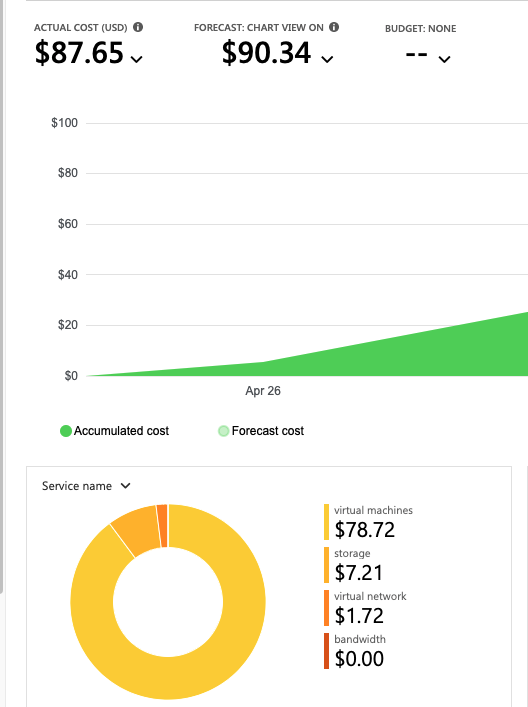 ACTUAL COST (USD)
FORECAST: CHART VIEW ON
BUDGET: NONE
$87.65
$90.34
--
$100
$80
$60
$40
$20
$0
Apr 26
Accumulated cost
Forecast cost
Service name
virtual machines
$78.72
storage
$7.21
virtual network
$1.72
bandwidth
$0.00